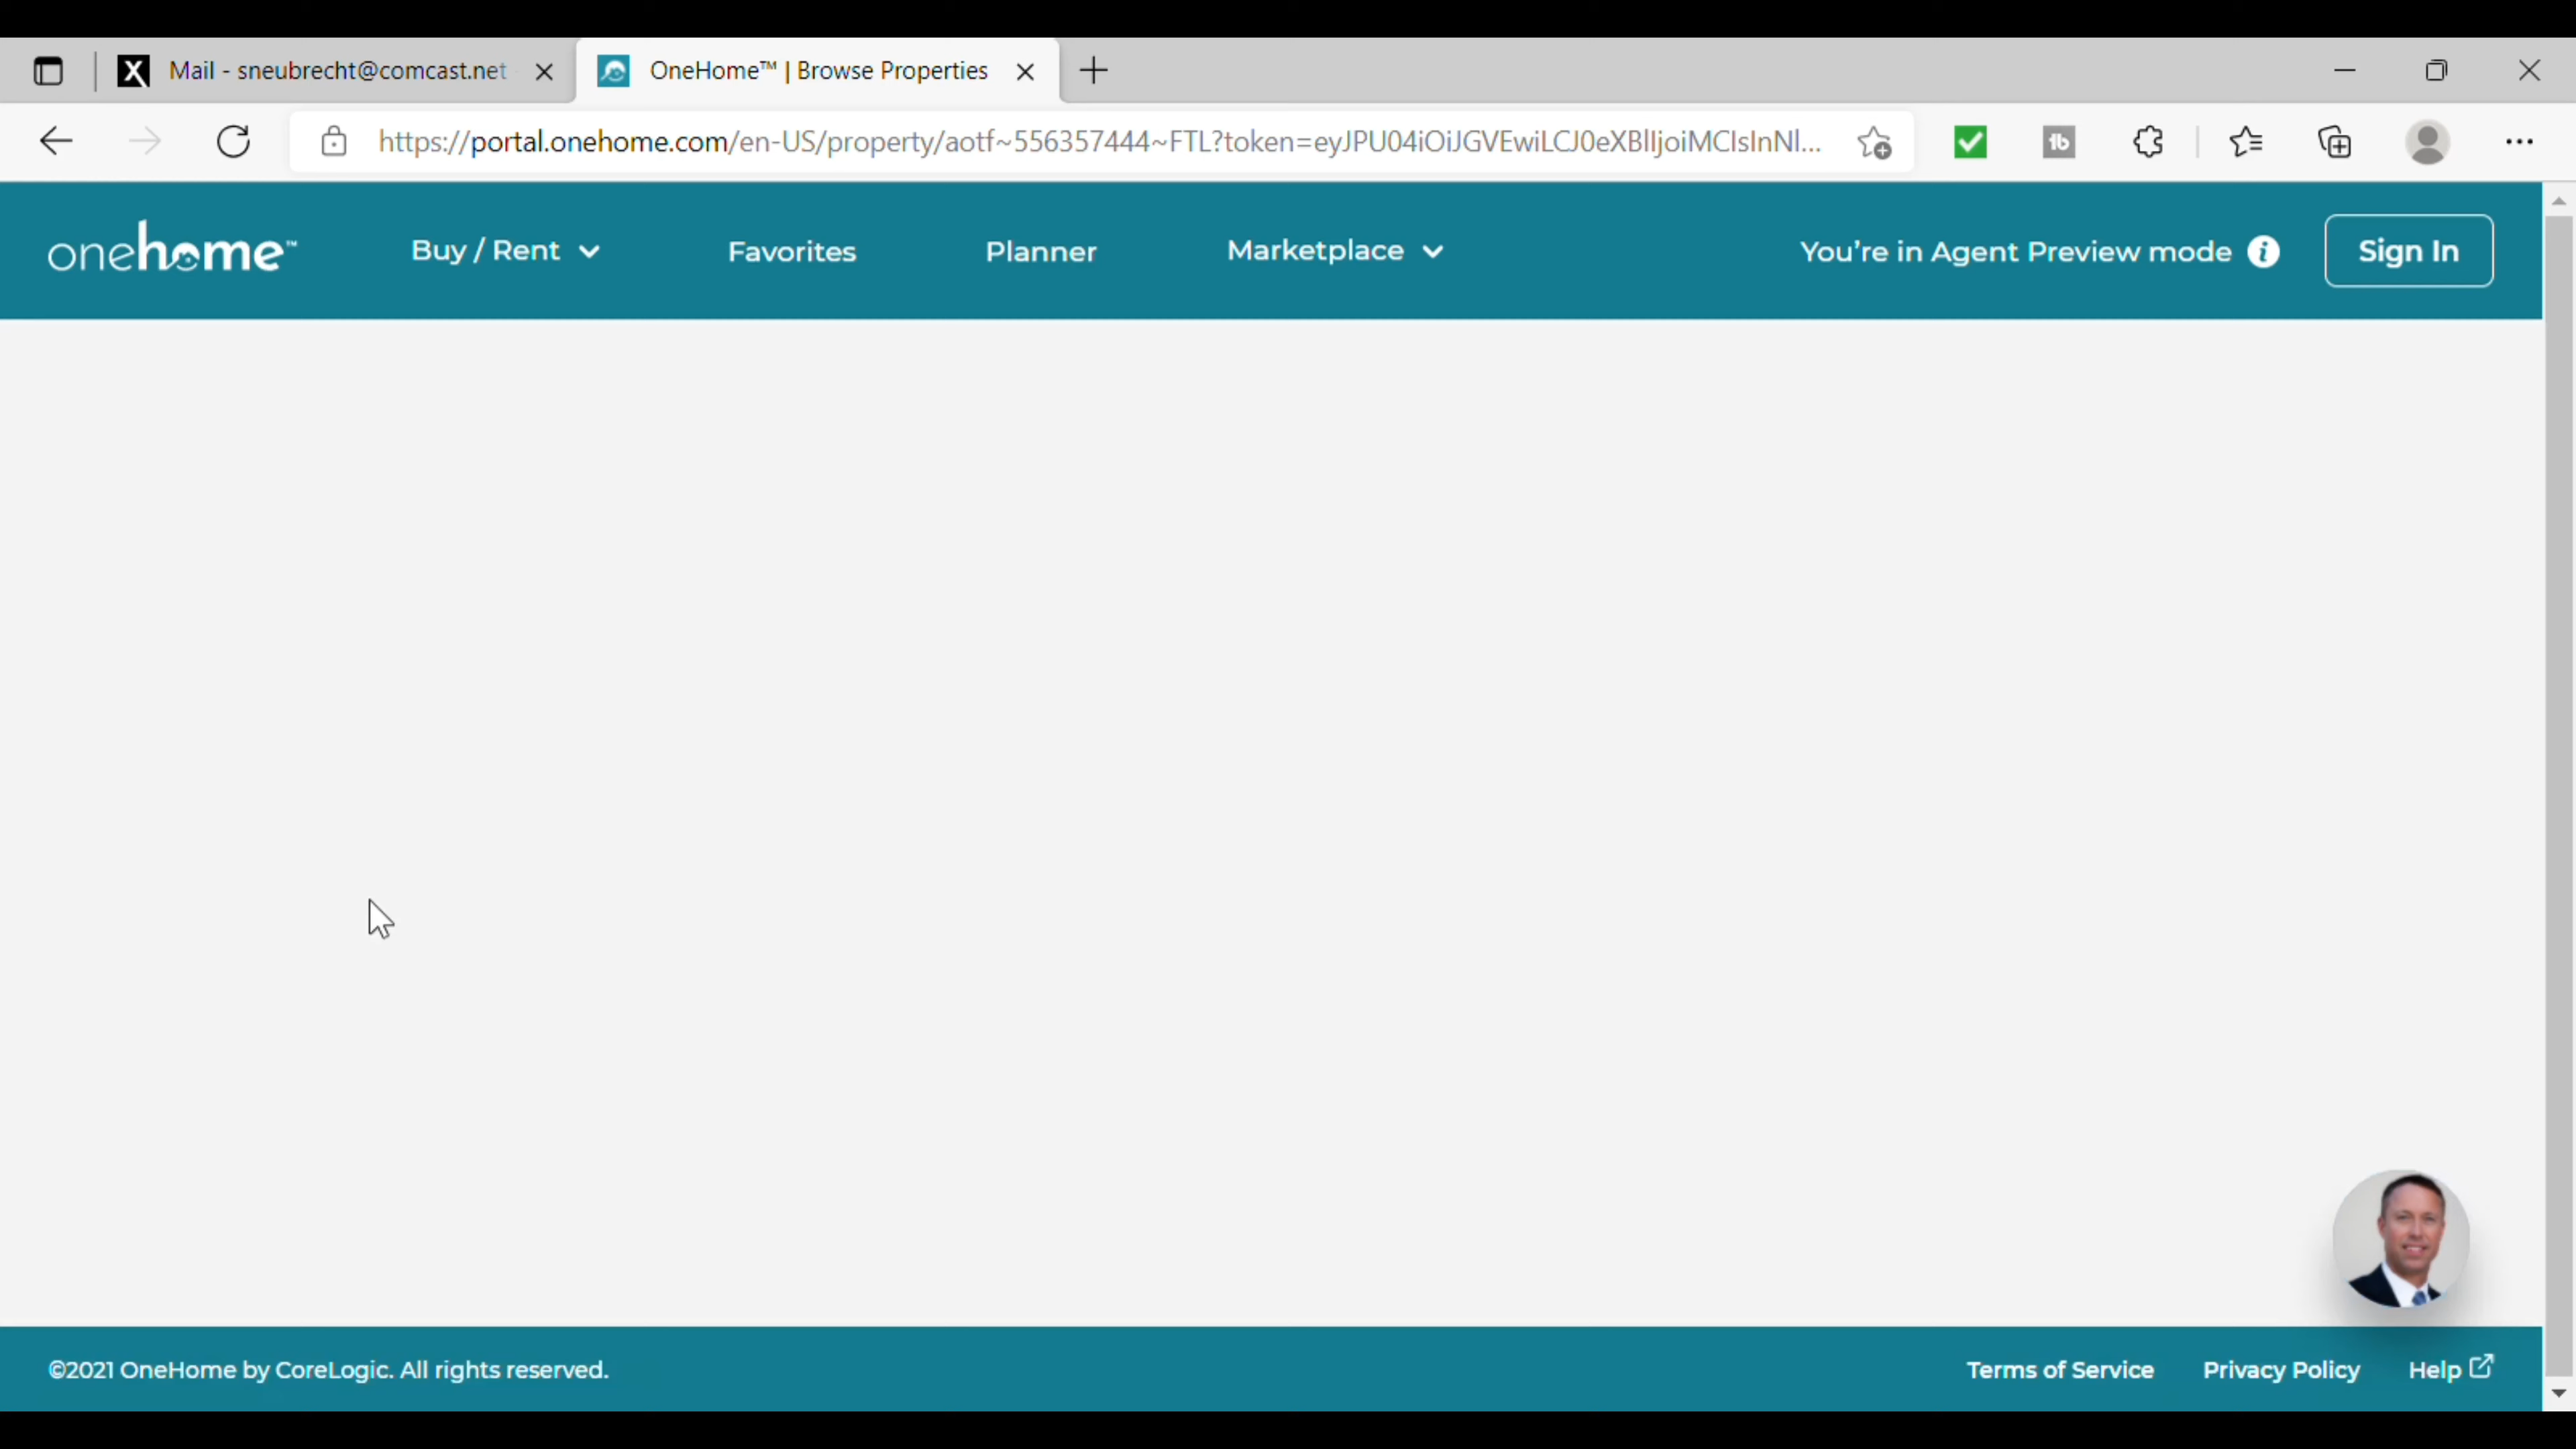 Mail - sneubrecht@comcast.net
OneHome™ | Browse Properties
https://portal.onehome.com/en-US/property/aotf~556357444~FTL?token=eyJPU04iOiJGVEwiLCJ0eXBlIjoiMCIsInNl...
onehome™
Buy / Rent
Favorites
Planner
Marketplace
You're in Agent Preview mode
Sign In
©2021 OneHome by CoreLogic. All rights reserved.
Terms of Service
Privacy Policy
Help